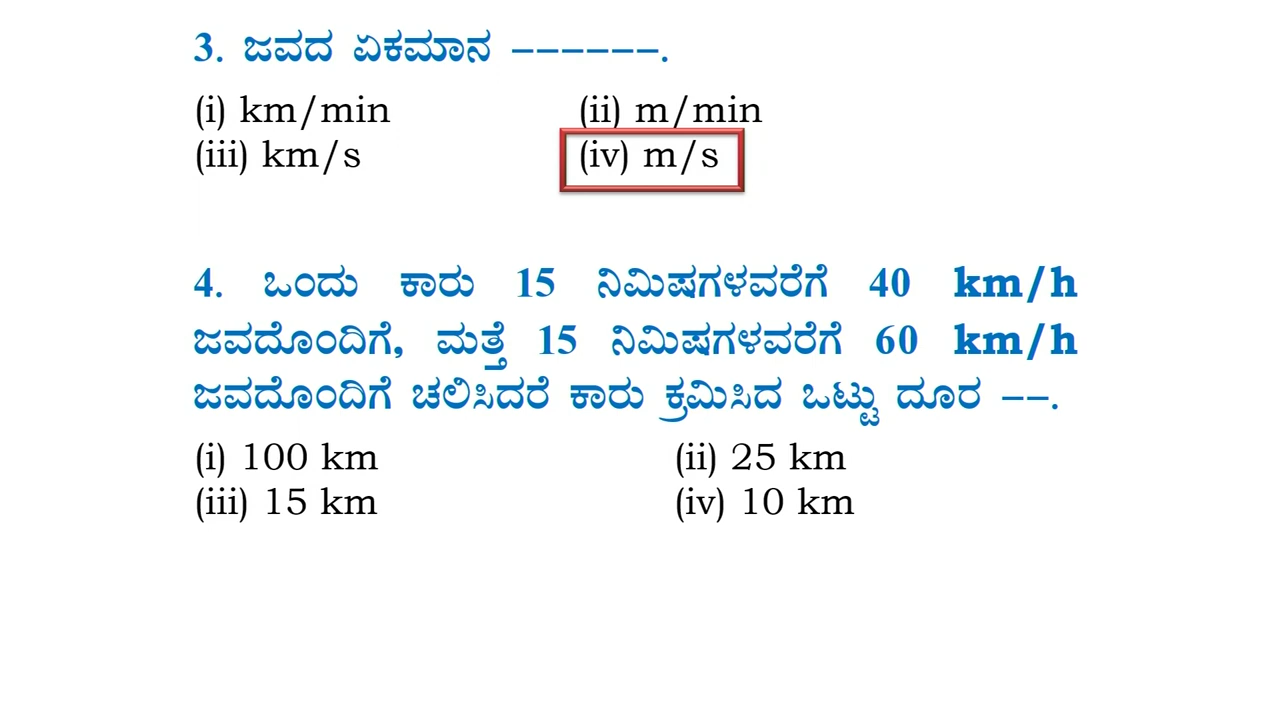 3. ಜವದ ಏಕಮಾನ ––––––.
(i) km/min (ii) m/min
(iii) km/s (iv) m/s
4. ಒಂದು ಕಾರು 15 ನಿಮಿಷಗಳವರೆಗೆ 40 km/h
ಜವದೊಂದಿಗೆ, ಮತ್ತೆ 15 ನಿಮಿಷಗಳವರೆಗೆ 60 km/h
ಜವದೊಂದಿಗೆ ಚಲಿಸಿದರೆ ಕಾರು ಕ್ರಮಿಸಿದ ಒಟ್ಟು ದೂರ ––.
(i) 100 km (ii) 25 km
(iii) 15 km (iv) 10 km